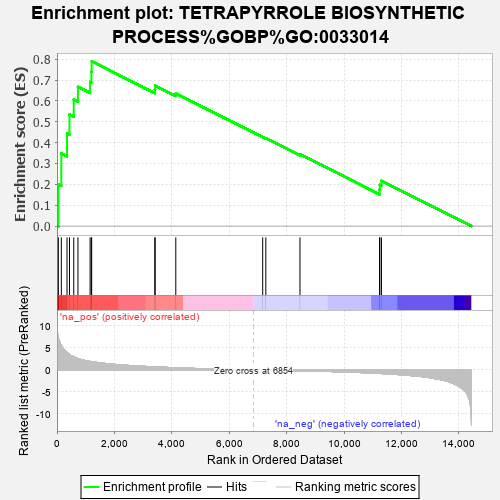 Enrichment plot: TETRAPYRROLE BIOSYNTHETIC
PROCESS%GOBP%GO:0033014
Enrichment score (ES)
0.8
0.7
0.6
0.5
0.4
0.3
0.2
0.1
0.0
'na_pos' (positively correlated)
Ranked list metric (PreRanked)
10
5
0
-5
-10
Zero cross at 6854
'na_neg' (negatively correlated)
0 2,000 4,000 6,000 8,000 10,000 12,000 14,000
Rank in Ordered Dataset
Enrichment profile Hits Ranking metric scores